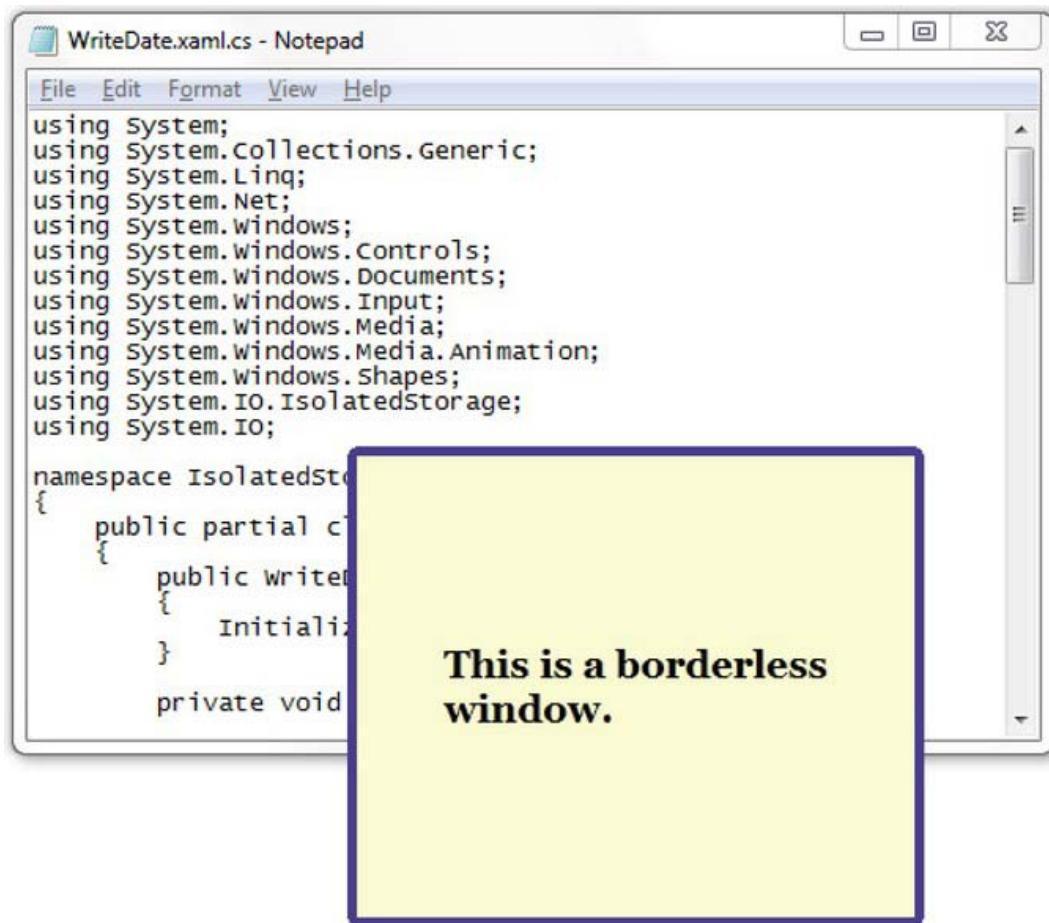 WriteDate.xaml.cs - Notepad
File Edit Format View Help
using System;
using System.Collections.Generic;
using System.Linq;
using System.Net;
using System.Windows;
using System.Windows.Controls;
using System.Windows.Documents;
using System.Windows.Input;
using System.Windows.Media;
using System.Windows.Media.Animation;
using System.Windows.Shapes;
using System.IO.IsolatedStorage;
using System.IO;
namespace IsolatedSto
{
public partial cl
{
public WriteD
{
Initializ
}
private void
This is a borderless
window.